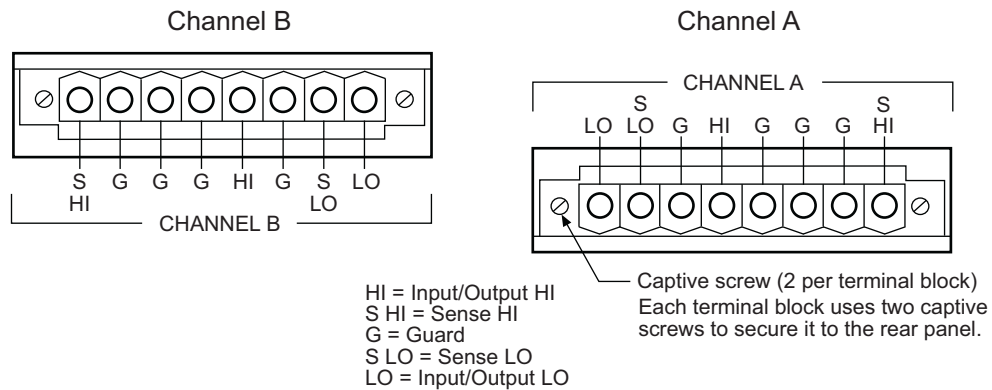 Channel B
S HI G G G HI G S LO LO
CHANNEL B
Channel A
CHANNEL A
LO S LO G HI G G G S HI
Captive screw (2 per terminal block)
Each terminal block uses two captive
screws to secure it to the rear panel.
HI = Input/Output HI
S HI = Sense HI
G = Guard
S LO = Sense LO
LO = Input/Output LO